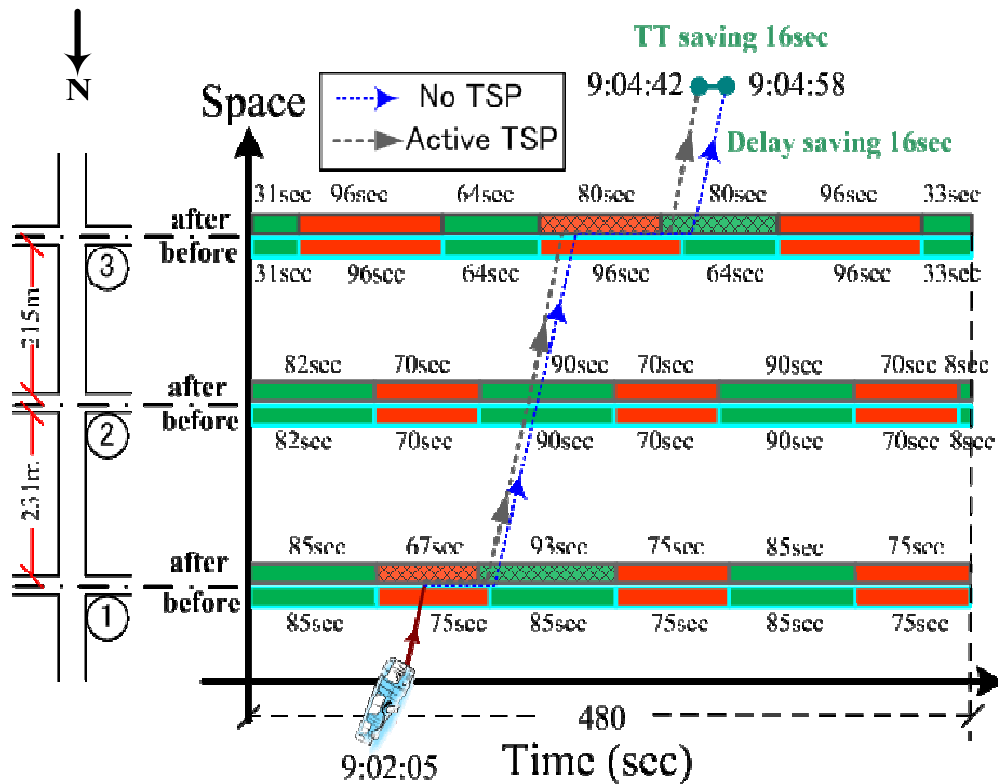 TT saving 16sec
N
9:04:42
9:04:58
Space
No TSP
Active TSP
Delay saving 16sec
31sec 96sec 64sec 80sec 80sec 96sec 33sec
after
before
3
31sec 96sec 64sec 96sec 64sec 96sec 33sec
215m
82sec 70sec 90sec 70sec 90sec 70sec 8sec
after
before
2
82sec 70sec 90sec 70sec 90sec 70sec 8sec
231m
85sec 67sec 93sec 75sec 85sec 75sec
after
before
1
85sec 75sec 85sec 75sec 85sec 75sec
480
9:02:05
Time (sec)